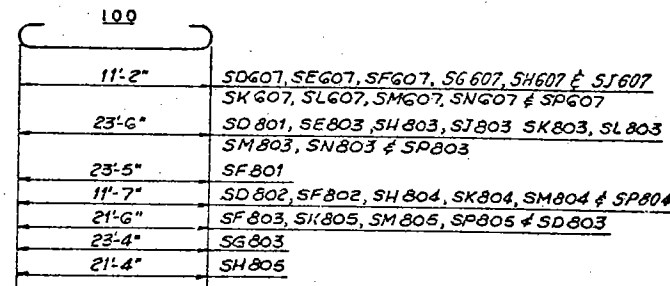 100
11'-2" SD607, SE607, SF607, SG607, SH607 & SJ607
SK607, SL607, SM607, SN607 & SP607
23'-6" SD801, SE803, SH803, SJ803 SK803, SL803
SM803, SN803 & SP803
23'-5" SF801
11'-7" SD802, SF802, SH804, SK804, SM804 & SP804
21'-6" SF803, SK805, SM805, SP805 & SD803
23'-4" SG803
21'-4" SH805